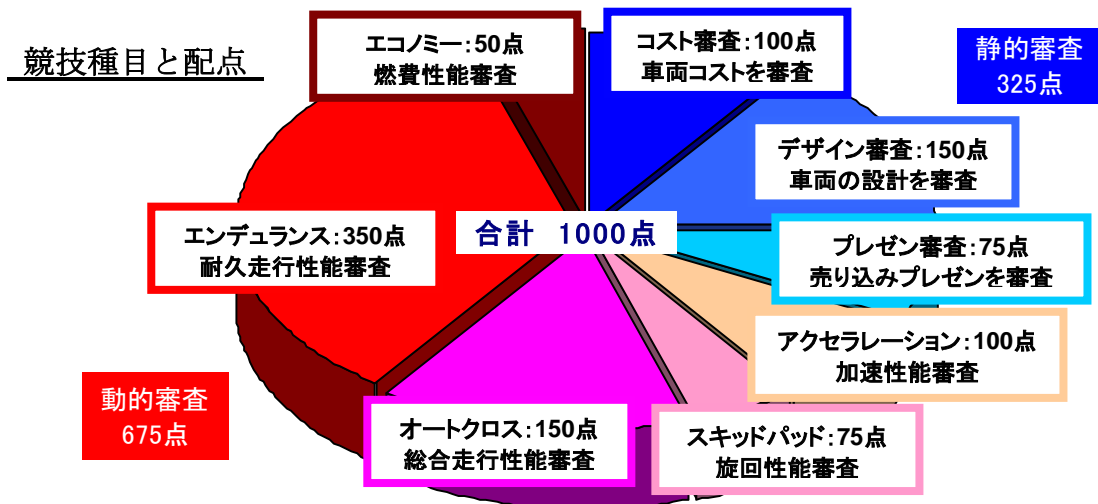 競技種目と配点
エコノミー:50点
燃費性能審査
コスト審査:100点
車両コストを審査
静的審査
325点
デザイン審査:150点
車両の設計を審査
エンデュランス:350点
耐久走行性能審査
合計 1000点
プレゼン審査:75点
売り込みプレゼンを審査
アクセラレーション:100点
加速性能審査
動的審査
675点
オートクロス:150点
総合走行性能審査
スキッドパッド:75点
旋回性能審査